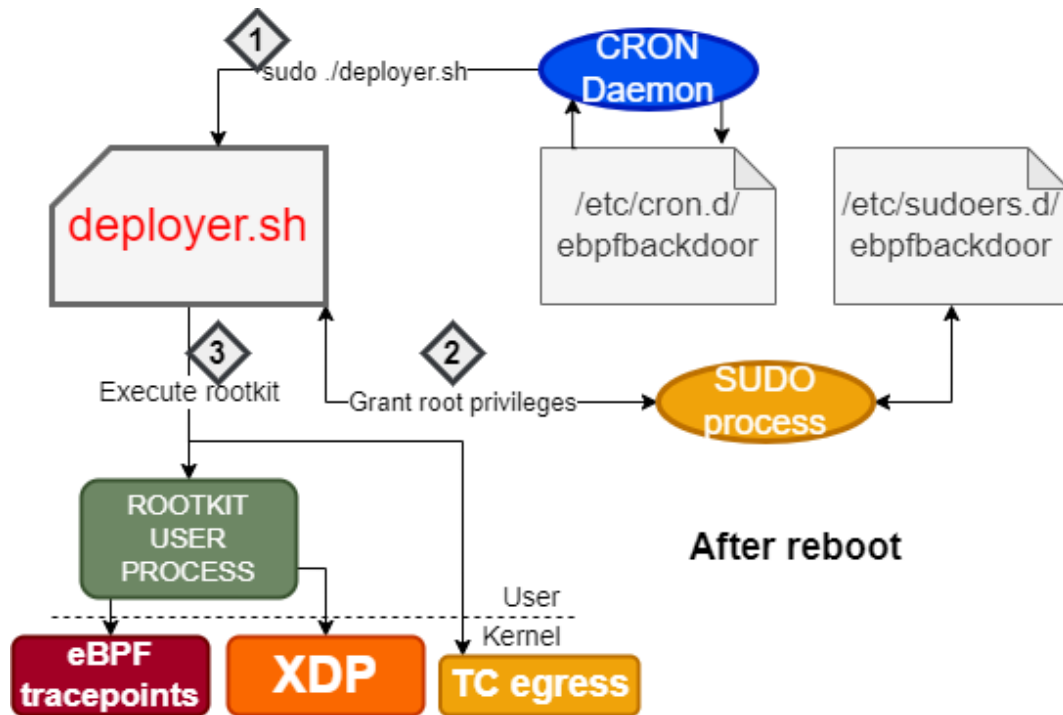 1
sudo ./deployer.sh
CRON
Daemon
deployer.sh
/etc/cron.d/
ebpfbackdoor
/etc/sudoers.d/
ebpfbackdoor
3
Execute rootkit
2
Grant root privileges
SUDO
process
ROOTKIT
USER
PROCESS
After reboot
User
Kernel
eBPF
tracepoints
XDP
TC egress